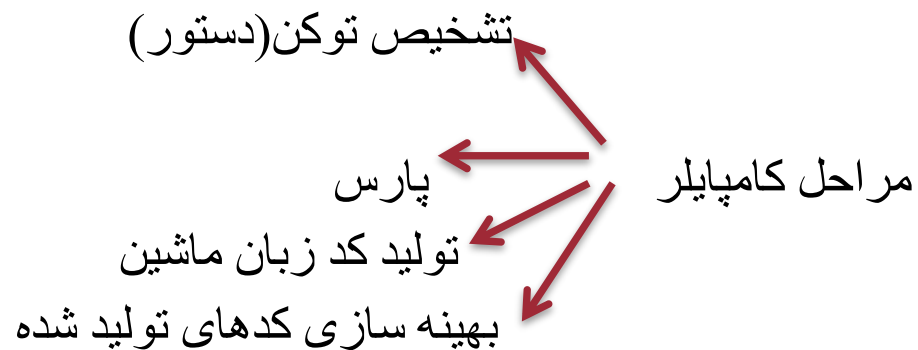 تشخیص توکن(دستور)
مراحل کامپایلر
پارس
تولید کد زبان ماشین
بهینه سازی کدهای تولید شده